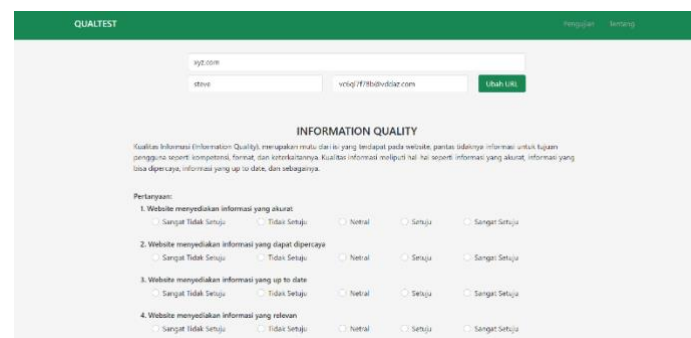 QUALTEST
Pengujian Tentang
xyz.com
steve
Ubah URL
INFORMATION QUALITY
Kualitas Informasi (Information Quality), merupakan mutu dari isi yang terdapat pada website, pantas tidaknya informasi untuk tujuan
pengguna seperti kompetensi, format, dan keterkaitannya. Kualitas informasi meliputi hal-hal seperti informasi yang akurat, informasi yang
bisa dipercaya, informasi yang up to date, dan sebagainya.
Pertanyaan:
1. Website menyediakan informasi yang akurat
Sangat Tidak Setuju Tidak Setuju Netral Setuju Sangat Setuju
2. Website menyediakan informasi yang dapat dipercaya
Sangat Tidak Setuju Tidak Setuju Netral Setuju Sangat Setuju
3. Website menyediakan informasi yang up to date
Sangat Tidak Setuju Tidak Setuju Netral Setuju Sangat Setuju
4. Website menyediakan informasi yang relevan
Sangat Tidak Setuju Tidak Setuju Netral Setuju Sangat Setuju